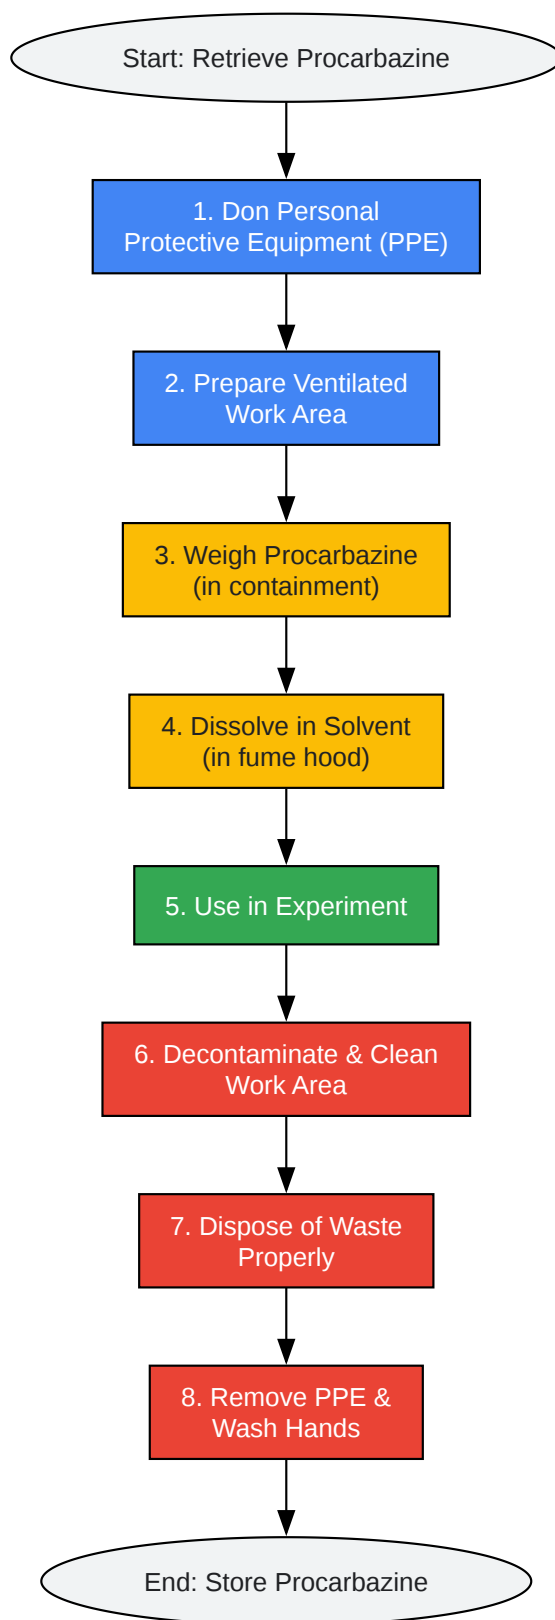 Start: Retrieve Procarbazine
1. Don Personal
Protective Equipment (PPE)
2. Prepare Ventilated
Work Area
3. Weigh Procarbazine
(in containment)
4. Dissolve in Solvent
(in fume hood)
5. Use in Experiment
6. Decontaminate & Clean
Work Area
7. Dispose of Waste
Properly
8. Remove PPE &
Wash Hands
End: Store Procarbazine